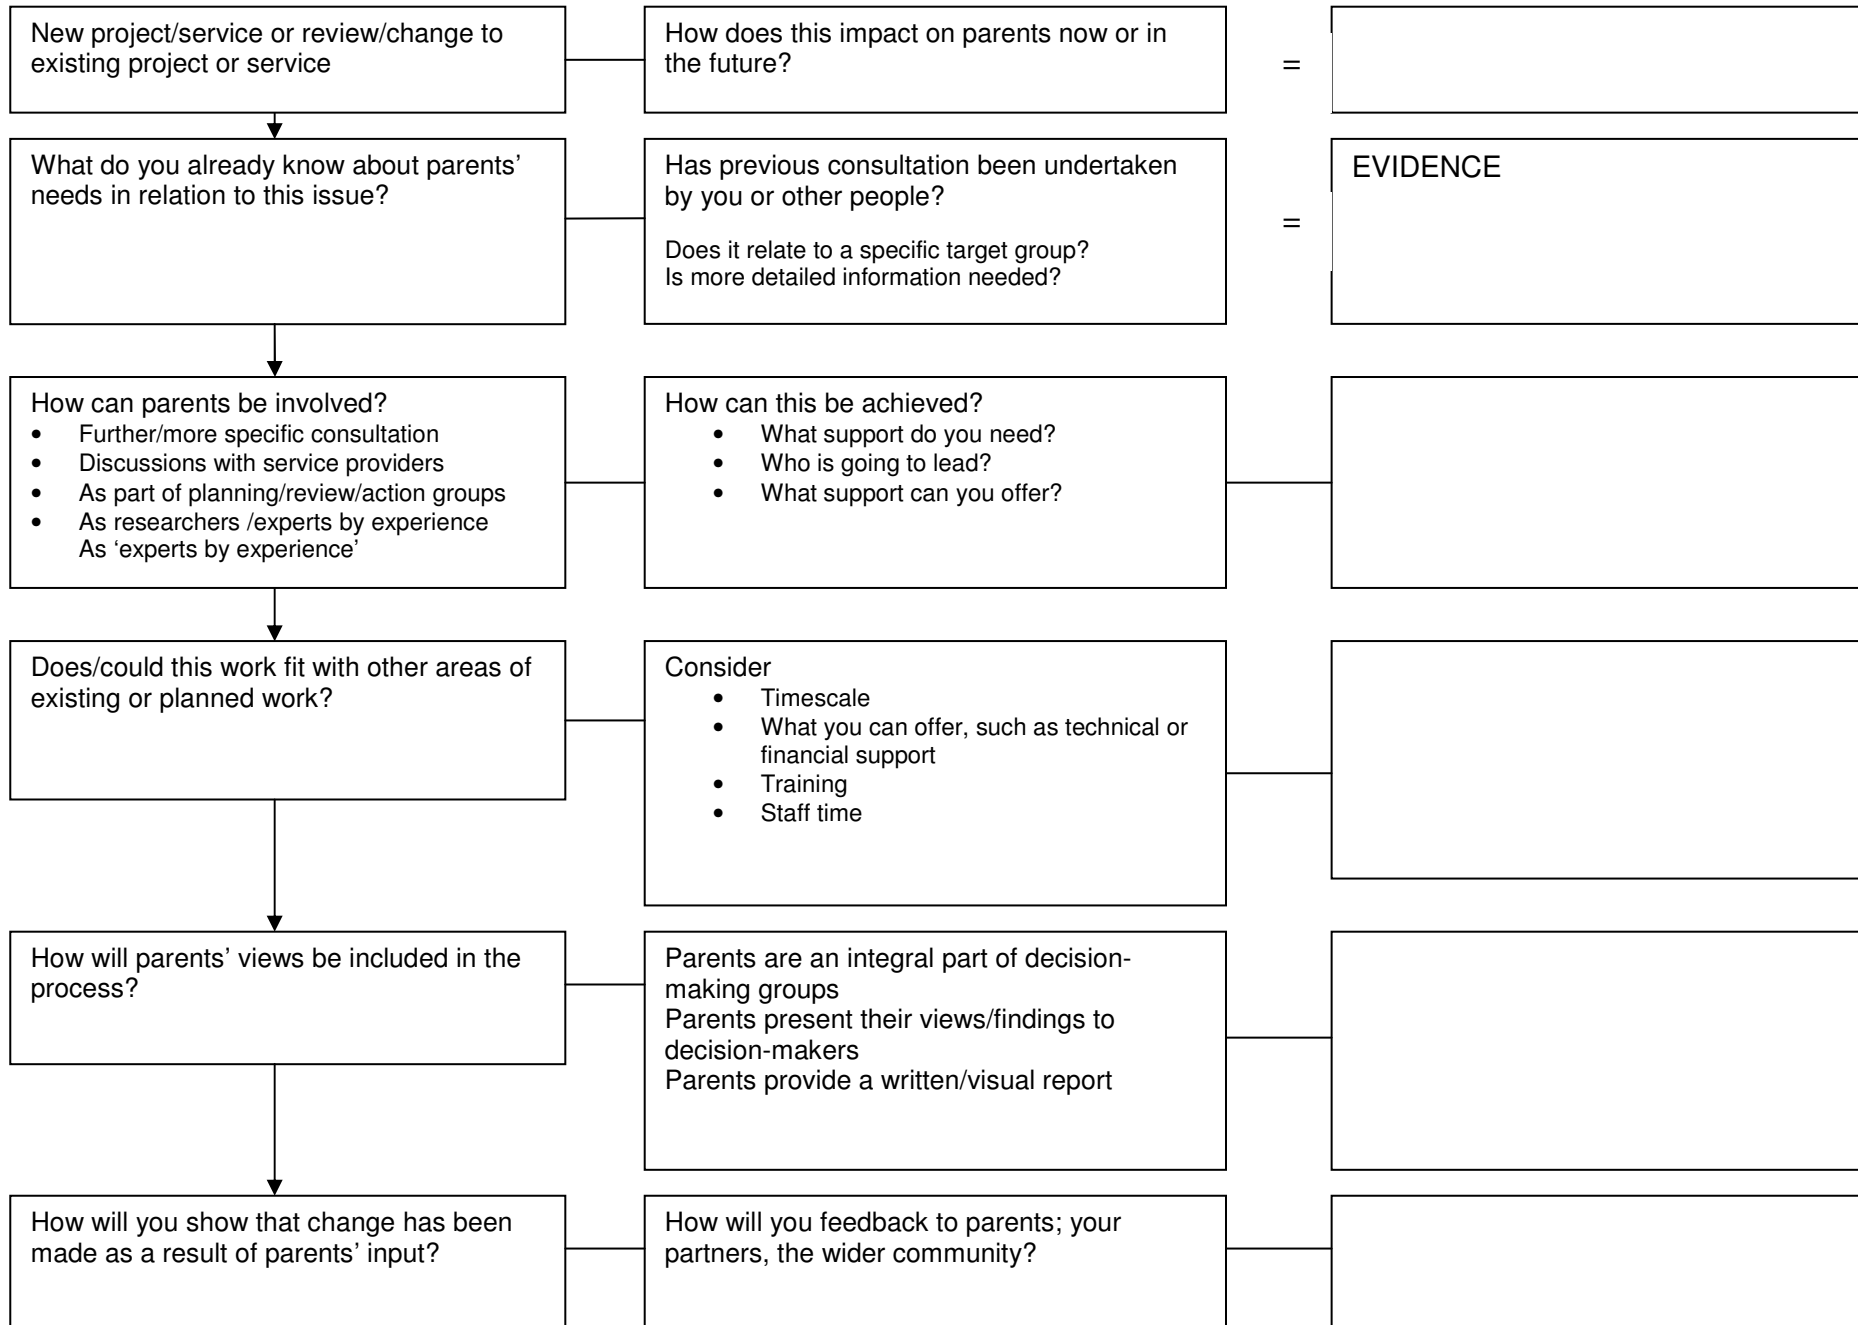 New project/service or review/change to
existing project or service
How does this impact on parents now or in
the future?
=
What do you already know about parents’
needs in relation to this issue?
Has previous consultation been undertaken
by you or other people?
Does it relate to a specific target group?
Is more detailed information needed?
=
EVIDENCE
How can parents be involved?
• Further/more specific consultation
• Discussions with service providers
• As part of planning/review/action groups
• As researchers /experts by experience
As ‘experts by experience’
How can this be achieved?
• What support do you need?
• Who is going to lead?
• What support can you offer?
Does/could this work fit with other areas of
existing or planned work?
Consider
• Timescale
• What you can offer, such as technical or
financial support
• Training
• Staff time
How will parents’ views be included in the
process?
Parents are an integral part of decision-
making groups
Parents present their views/findings to
decision-makers
Parents provide a written/visual report
How will you show that change has been
made as a result of parents’ input?
How will you feedback to parents; your
partners, the wider community?